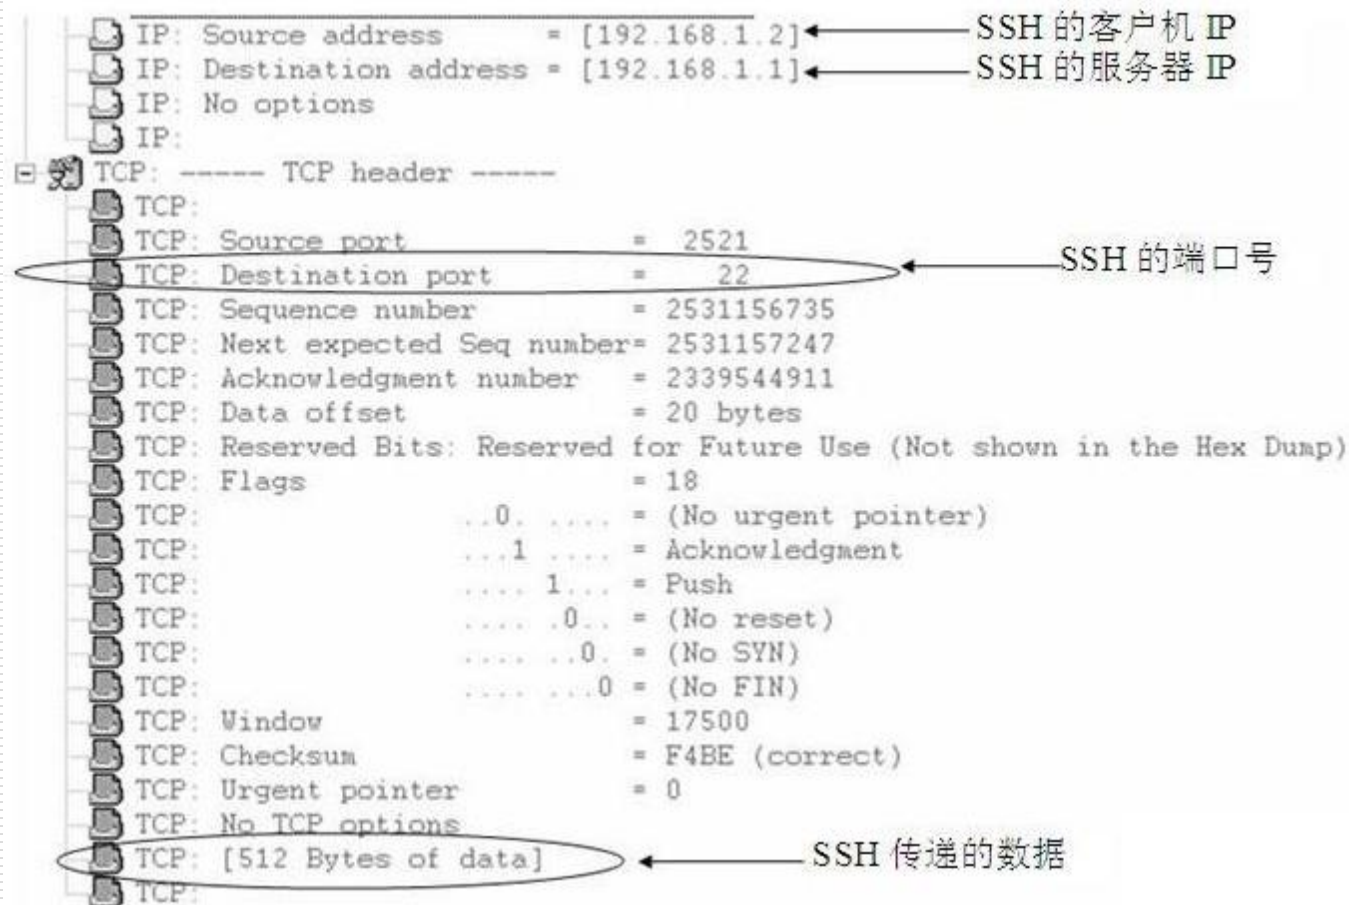 IP: Source address = [192.168.1.2] SSH 的客户机 IP
IP: Destination address = [192.168.1.1] SSH 的服务器 IP
IP: No options
IP:
TCP: ----- TCP header -----
TCP:
TCP: Source port = 2521
TCP: Destination port = 22 SSH 的端口号
TCP: Sequence number = 2531156735
TCP: Next expected Seq number= 2531157247
TCP: Acknowledgment number = 2339544911
TCP: Data offset = 20 bytes
TCP: Reserved Bits: Reserved for Future Use (Not shown in the Hex Dump)
TCP: Flags = 18
TCP: ..0. .... = (No urgent pointer)
TCP: ...1 .... = Acknowledgment
TCP: .... 1... = Push
TCP: .... .0.. = (No reset)
TCP: .... ..0. = (No SYN)
TCP: .... ...0 = (No FIN)
TCP: Window = 17500
TCP: Checksum = F4BE (correct)
TCP: Urgent pointer = 0
TCP: No TCP options
TCP: [512 Bytes of data] SSH 传递的数据
TCP: